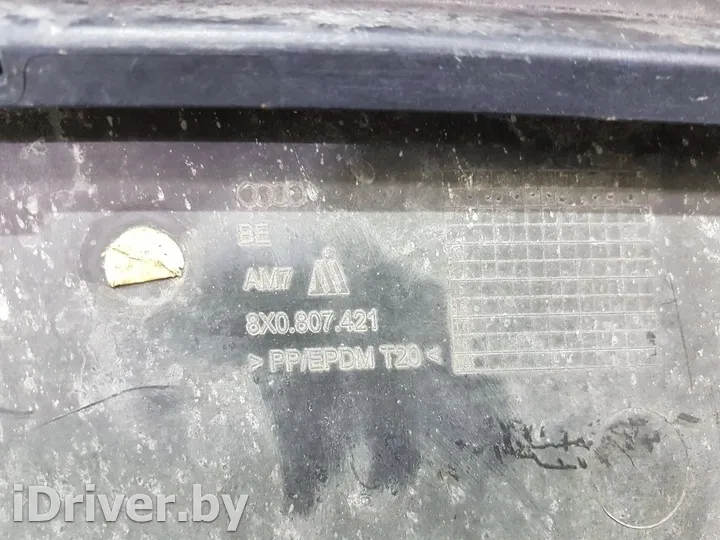 BE
AM7
8X0.807.421
> PP/EPDM T20 <
iDriver.by